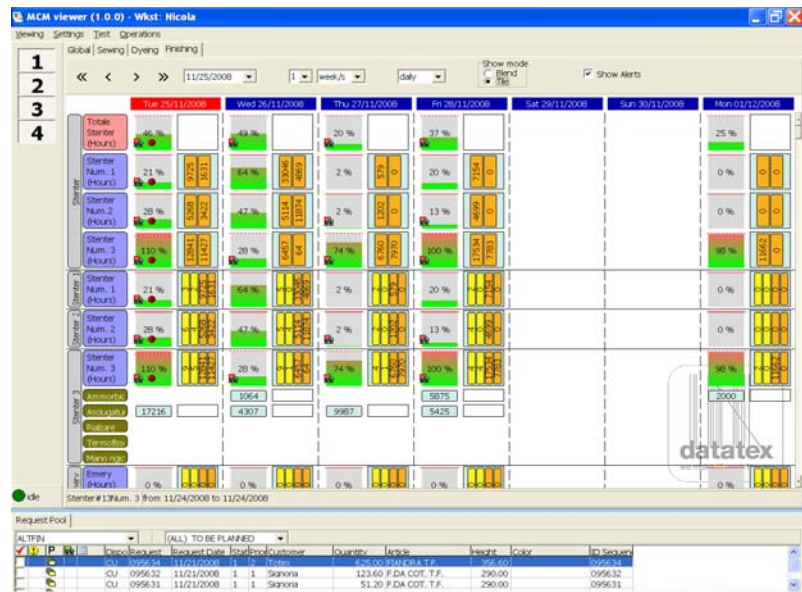 MCM viewer (1.0.0) - Wkst: Nicola
Viewing Settings Test Operations
Global Sewing Dyeing Finishing
1
2
3
4
11/25/2008 1 week/s daily
Show mode
Blend
Tile
Show Alerts
Tue 25/11/2008 Wed 26/11/2008 Thu 27/11/2008 Fri 28/11/2008 Sat 29/11/2008 Sun 30/11/2008 Mon 01/12/2008
Stenter
Totale Stenter (Hours) 46 % 49 % 20 % 37 % 25 %
Stenter Num. 1 (Hours) 21 % 9725 1631 64 % 33046 4869 2 % 579 0 20 % 7154 0 0 % 0 0
Stenter Num.2 (Hours) 28 % 5268 3422 47 % 5114 11874 2 % 1202 0 13 % 4699 0 0 % 0 0
Stenter Num. 3 (Hours) 110 % 12841 11427 28 % 6457 64 74 % 6760 7970 100 % 17534 7783 98 % 11662 0
Stenter 1
Stenter Num. 1 (Hours) 21 % 64 % 2 % 20 % 0 %
Stenter 2
Stenter Num. 2 (Hours) 28 % 47 % 2 % 13 % 0 %
Stenter 3
Stenter Num. 3 (Hours) 110 % 28 % 74 % 100 % 98 %
Ammorbic 1064 5875 2000
Asciugatur 17216 4307 9987 5425
Rialzare
Termofiss
Mano rigic
datatex
Emery (Hours) 0 % 0 % 0 % 0 % 0 %
idle
Stenter#13Num. 3 from 11/24/2008 to 11/24/2008
Request Pool
ALTFIN (ALL) TO BE PLANNED
P Dispo Request Request Date Stat Prior Customer Quantity Article Height Color ID Sequen
CU 095634 11/21/2008 1 2 Totex 625.00 FIANDRA T.F. 356.60 095634
CU 095632 11/21/2008 1 1 Signoria 123.60 F.DA COT. T.F. 290.00 095632
CU 095631 11/21/2008 1 1 Signoria 51.20 F.DA COT. T.F. 290.00 095631